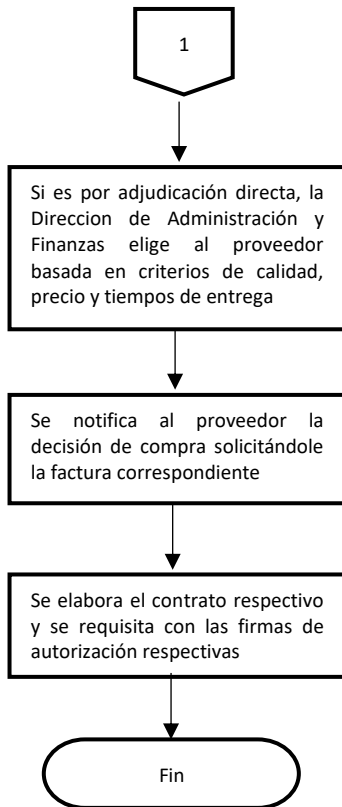 1
Si es por adjudicación directa, la
Direccion de Administración y
Finanzas elige al proveedor
basada en criterios de calidad,
precio y tiempos de entrega
Se notifica al proveedor la
decisión de compra solicitándole
la factura correspondiente
Se elabora el contrato respectivo
y se requisita con las firmas de
autorización respectivas
Fin